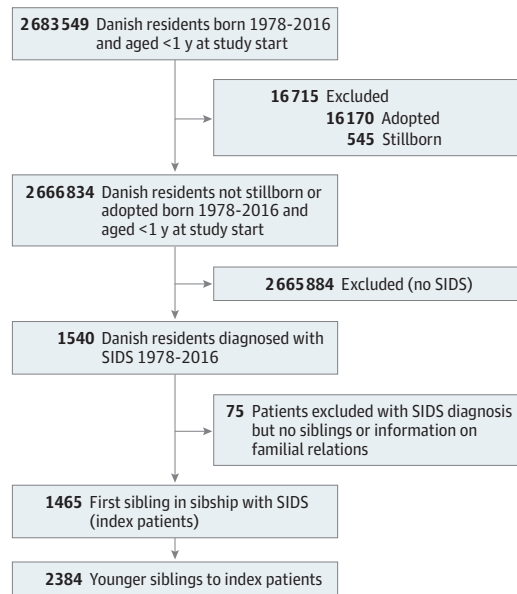 2683549 Danish residents born 1978-2016
and aged <1 y at study start
16715 Excluded
16170 Adopted
545 Stillborn
2666834 Danish residents not stillborn or
adopted born 1978-2016 and
aged <1 y at study start
2665884 Excluded (no SIDS)
1540 Danish residents diagnosed with
SIDS 1978-2016
75 Patients excluded with SIDS diagnosis
but no siblings or information on
familial relations
1465 First sibling in sibship with SIDS
(index patients)
2384 Younger siblings to index patients